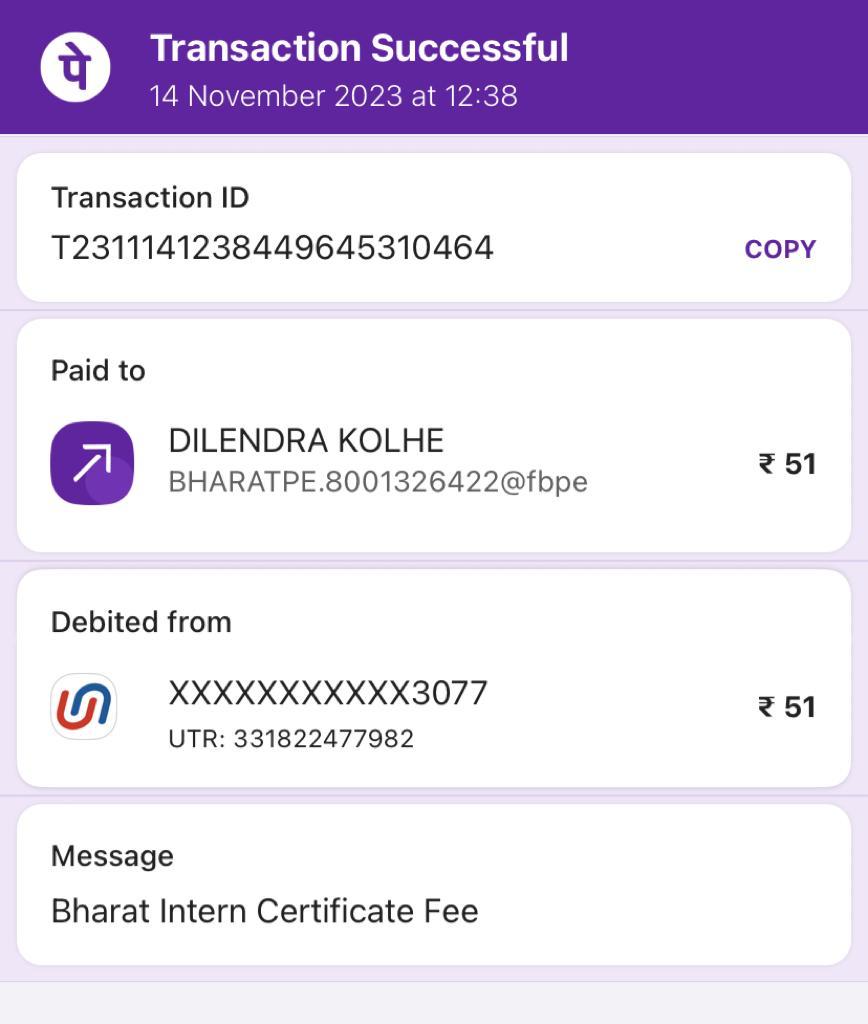 पे
Transaction Successful
14 November 2023 at 12:38
Transaction ID
T2311141238449645310464
COPY
Paid to
DILENDRA KOLHE
BHARATPE.8001326422@fbpe
₹ 51
Debited from
XXXXXXXXXXX3077
UTR: 331822477982
₹ 51
Message
Bharat Intern Certificate Fee